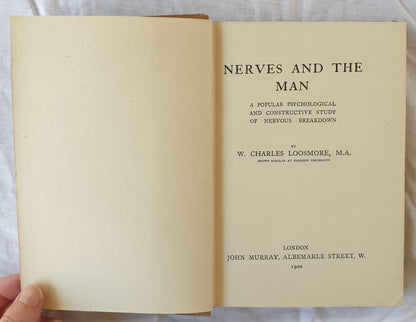 NERVES AND THE
MAN
A POPULAR PSYCHOLOGICAL
AND CONSTRUCTIVE STUDY
OF NERVOUS BREAKDOWN
BY
W. CHARLES LOOSMORE, M.A.
BROWN SCHOLAR AT GLASGOW UNIVERSITY
LONDON
JOHN MURRAY, ALBEMARLE STREET, W.
1920